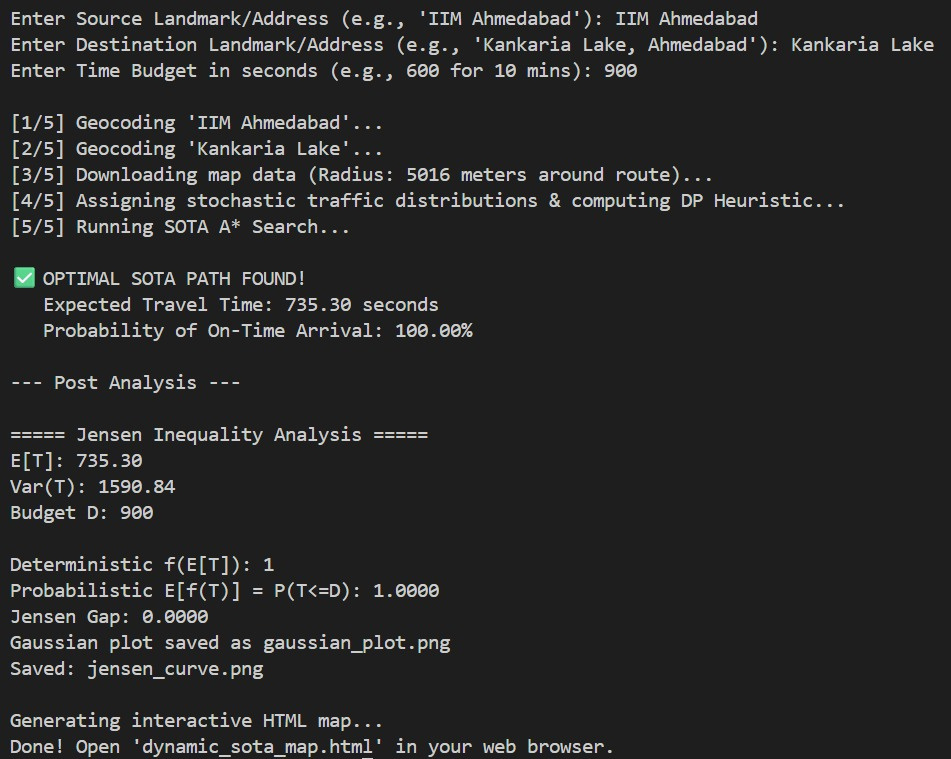 Enter Source Landmark/Address (e.g., 'IIM Ahmedabad'): IIM Ahmedabad
Enter Destination Landmark/Address (e.g., 'Kankaria Lake, Ahmedabad'): Kankaria Lake
Enter Time Budget in seconds (e.g., 600 for 10 mins): 900
[1/5] Geocoding 'IIM Ahmedabad'...
[2/5] Geocoding 'Kankaria Lake'...
[3/5] Downloading map data (Radius: 5016 meters around route)...
[4/5] Assigning stochastic traffic distributions & computing DP Heuristic...
[5/5] Running SOTA A* Search...
✅ OPTIMAL SOTA PATH FOUND!
Expected Travel Time: 735.30 seconds
Probability of On-Time Arrival: 100.00%
--- Post Analysis ---
===== Jensen Inequality Analysis =====
E[T]: 735.30
Var(T): 1590.84
Budget D: 900
Deterministic f(E[T]): 1
Probabilistic E[f(T)] = P(T<=D): 1.0000
Jensen Gap: 0.0000
Gaussian plot saved as gaussian_plot.png
Saved: jensen_curve.png
Generating interactive HTML map...
Done! Open 'dynamic_sota_map.html' in your web browser.